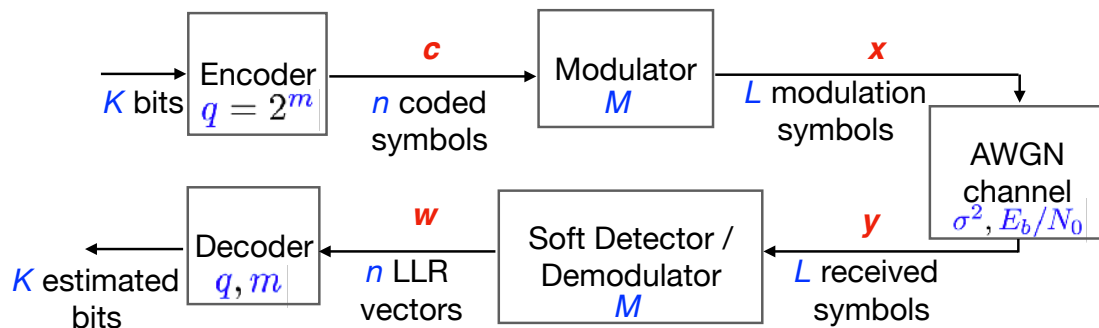 K bits
Encoder
q = 2^m
c
n coded
symbols
Modulator
M
x
L modulation
symbols
AWGN
channel
σ², E_b/N_0
y
L received
symbols
Soft Detector /
Demodulator
M
w
n LLR
vectors
Decoder
q, m
K estimated
bits